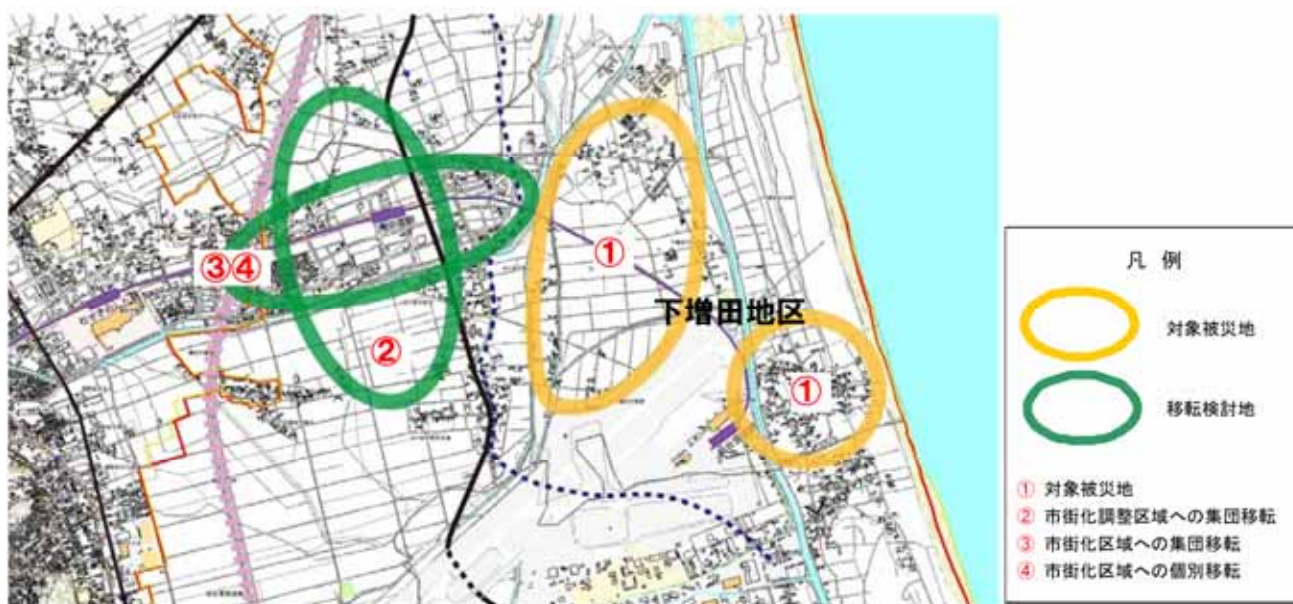 ①
③④
下増田地区
②
①
凡 例
対象被災地
移転検討地
① 対象被災地
② 市街化調整区域への集団移転
③ 市街化区域への集団移転
④ 市街化区域への個別移転